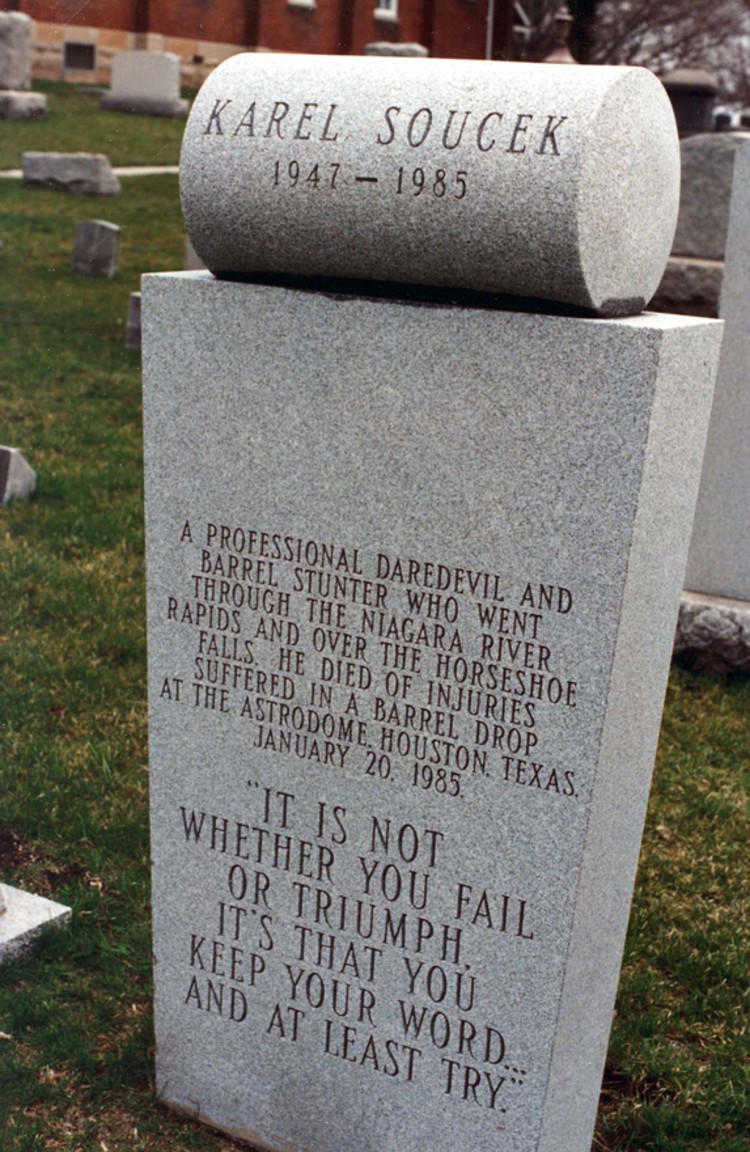 KAREL SOUCEK
1947 — 1985
A PROFESSIONAL DAREDEVIL AND
BARREL STUNTER WHO WENT
THROUGH THE NIAGARA RIVER
RAPIDS AND OVER THE HORSESHOE
FALLS. HE DIED OF INJURIES
SUFFERED IN A BARREL DROP
AT THE ASTRODOME, HOUSTON, TEXAS,
JANUARY 20, 1985.
"IT IS NOT
WHETHER YOU FAIL
OR TRIUMPH,
IT'S THAT YOU
KEEP YOUR WORD...
AND AT LEAST TRY."